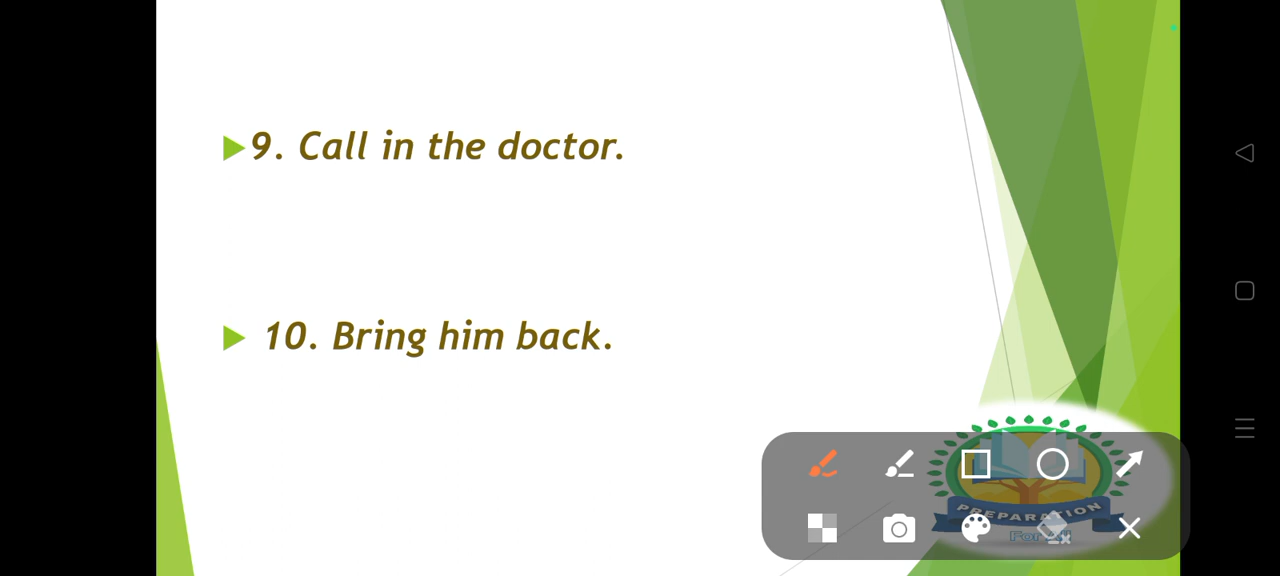 9. Call in the doctor.
10. Bring him back.
PREPARATION